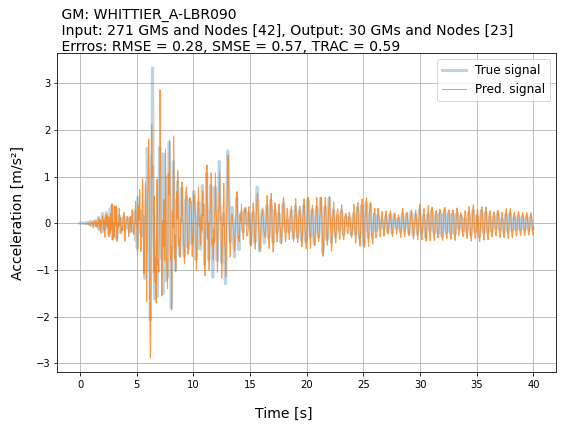 GM: WHITTIER_A-LBR090
Input: 271 GMs and Nodes [42], Output: 30 GMs and Nodes [23]
Errros: RMSE = 0.28, SMSE = 0.57, TRAC = 0.59
True signal
Pred. signal
3
2
1
0
−1
−2
−3
Acceleration [m/s²]
0 5 10 15 20 25 30 35 40
Time [s]